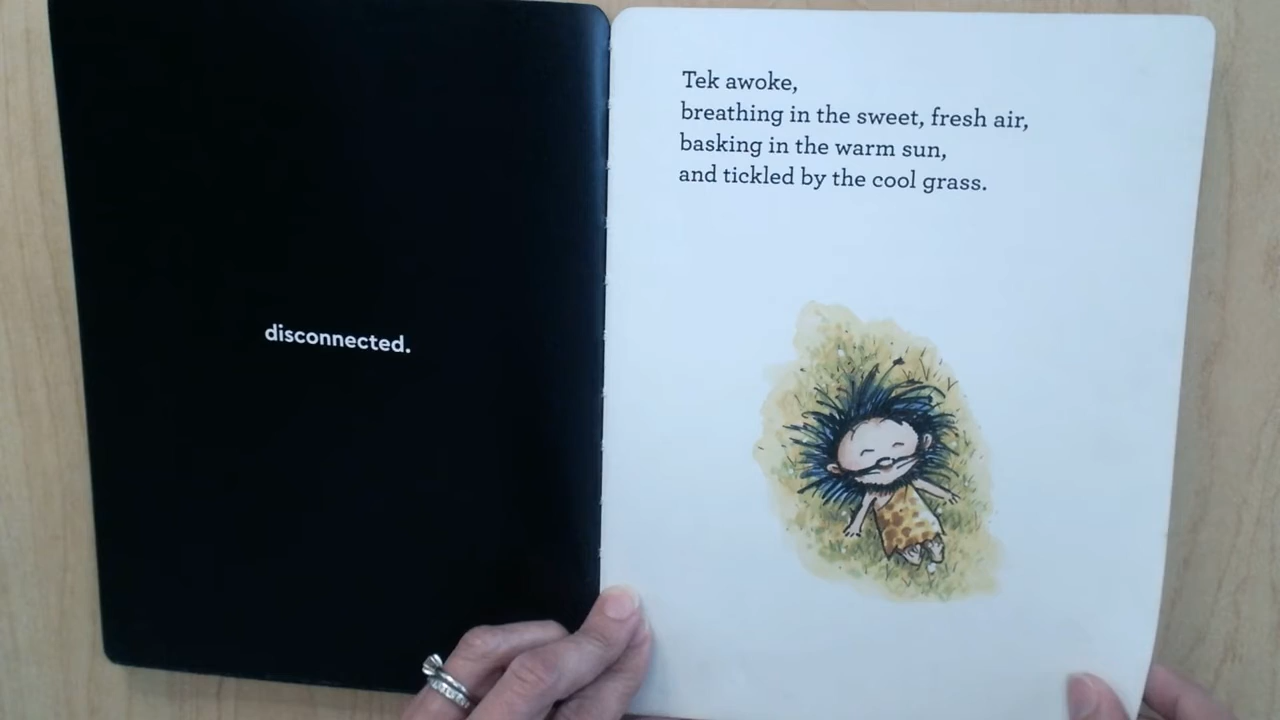 disconnected.
Tek awoke,
breathing in the sweet, fresh air,
basking in the warm sun,
and tickled by the cool grass.